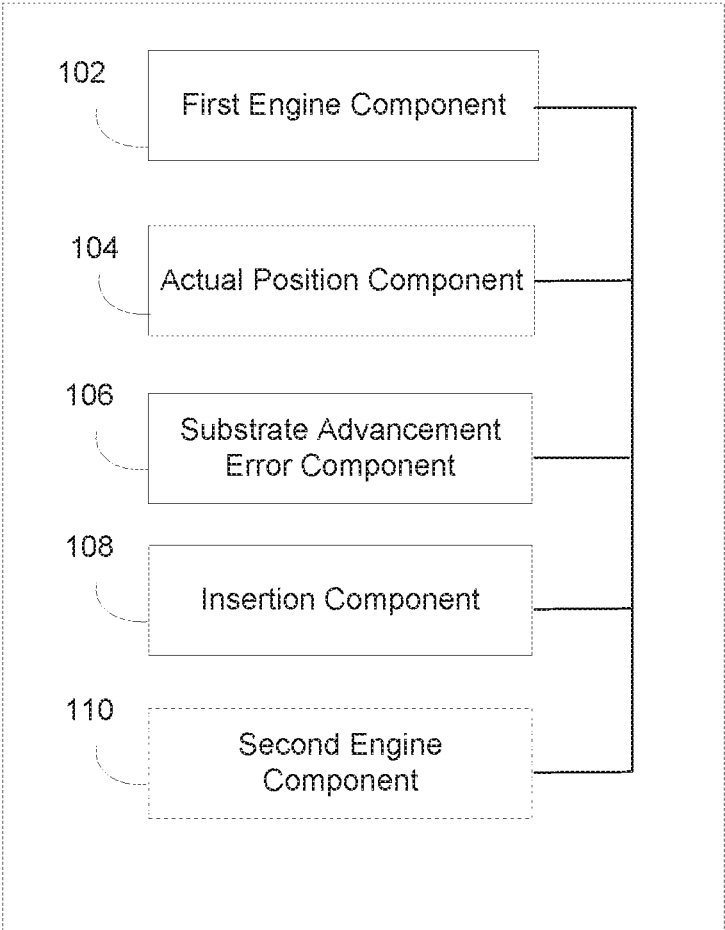 102
First Engine Component
104
Actual Position Component
106
Substrate Advancement
Error Component
108
Insertion Component
110
Second Engine
Component